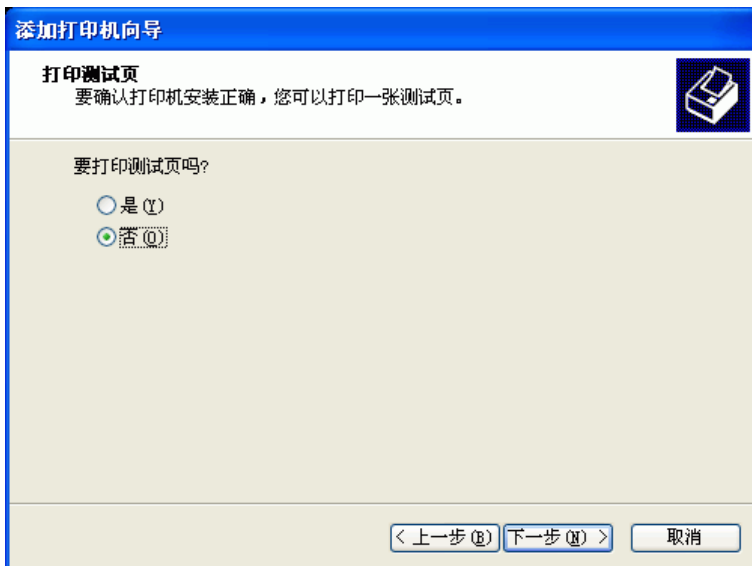 添加打印机向导
打印测试页
要确认打印机安装正确，您可以打印一张测试页。
要打印测试页吗?
是(Y)
否(O)
< 上一步(B) 下一步(N) > 取消